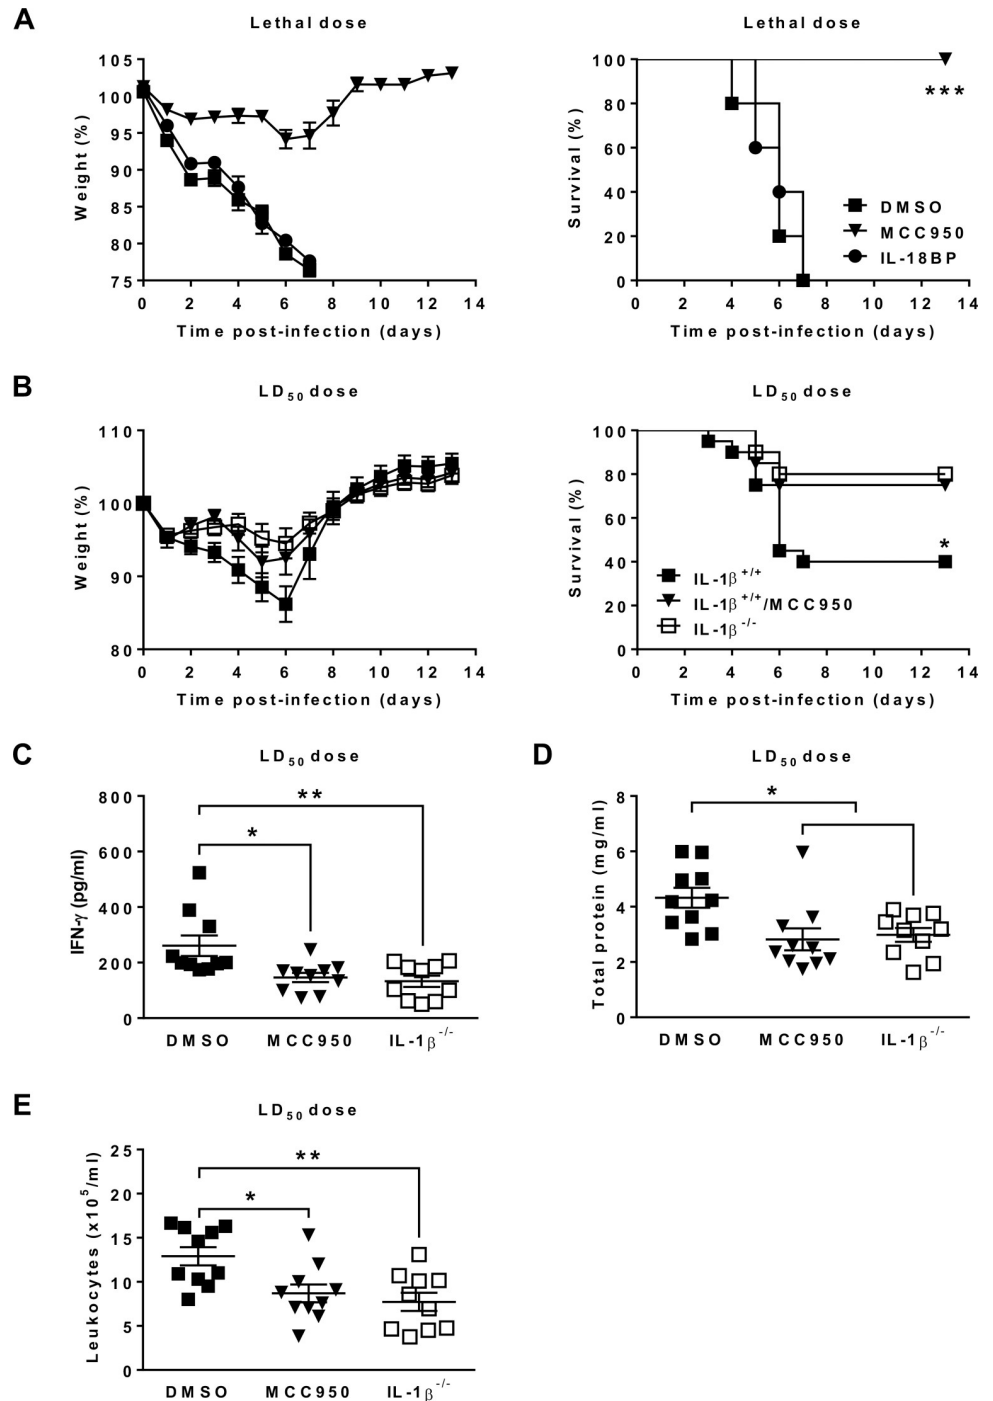 A
Lethal dose
Weight (%)
105
100
95
90
85
80
75
0 2 4 6 8 10 12 14
Time post-infection (days)
Lethal dose
Survival (%)
100
80
60
40
20
0
***
DMSO
MCC950
IL-18BP
0 2 4 6 8 10 12 14
Time post-infection (days)
B
LD50 dose
Weight (%)
110
100
90
80
0 2 4 6 8 10 12 14
Time post-infection (days)
LD50 dose
Survival (%)
100
80
60
40
20
0
*
IL-1β+/+
IL-1β+/+/MCC950
IL-1β-/-
0 2 4 6 8 10 12 14
Time post-infection (days)
C
LD50 dose
IFN-γ (pg/ml)
800
600
400
200
0
**
*
DMSO MCC950 IL-1β-/-
D
LD50 dose
Total protein (mg/ml)
8
6
4
2
0
*
DMSO MCC950 IL-1β-/-
E
LD50 dose
Leukocytes (x10^5/ml)
25
20
15
10
5
0
**
*
DMSO MCC950 IL-1β-/-